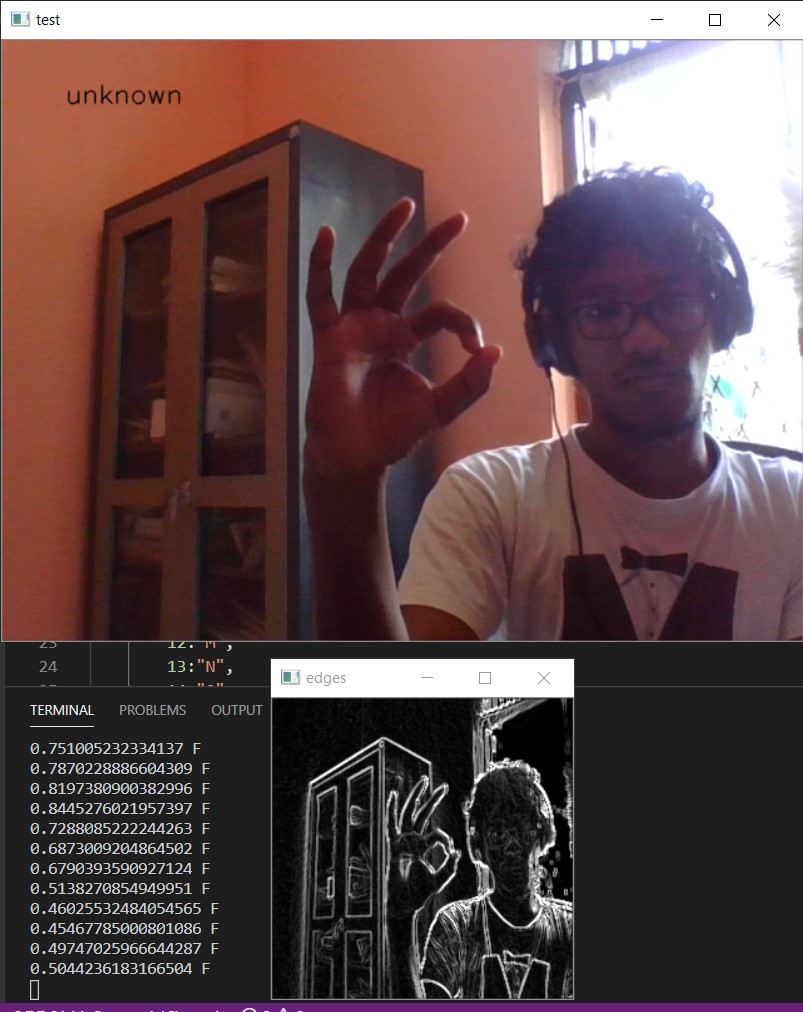 test
unknown
23
12:"M",
24 13:"N",
edges
TERMINAL PROBLEMS OUTPUT
0.751005232334137 F
0.7870228886604309 F
0.8197380900382996 F
0.8445276021957397 F
0.7288085222244263 F
0.6873009204864502 F
0.6790393590927124 F
0.5138270854949951 F
0.46025532484054565 F
0.45467785000801086 F
0.49747025966644287 F
0.5044236183166504 F